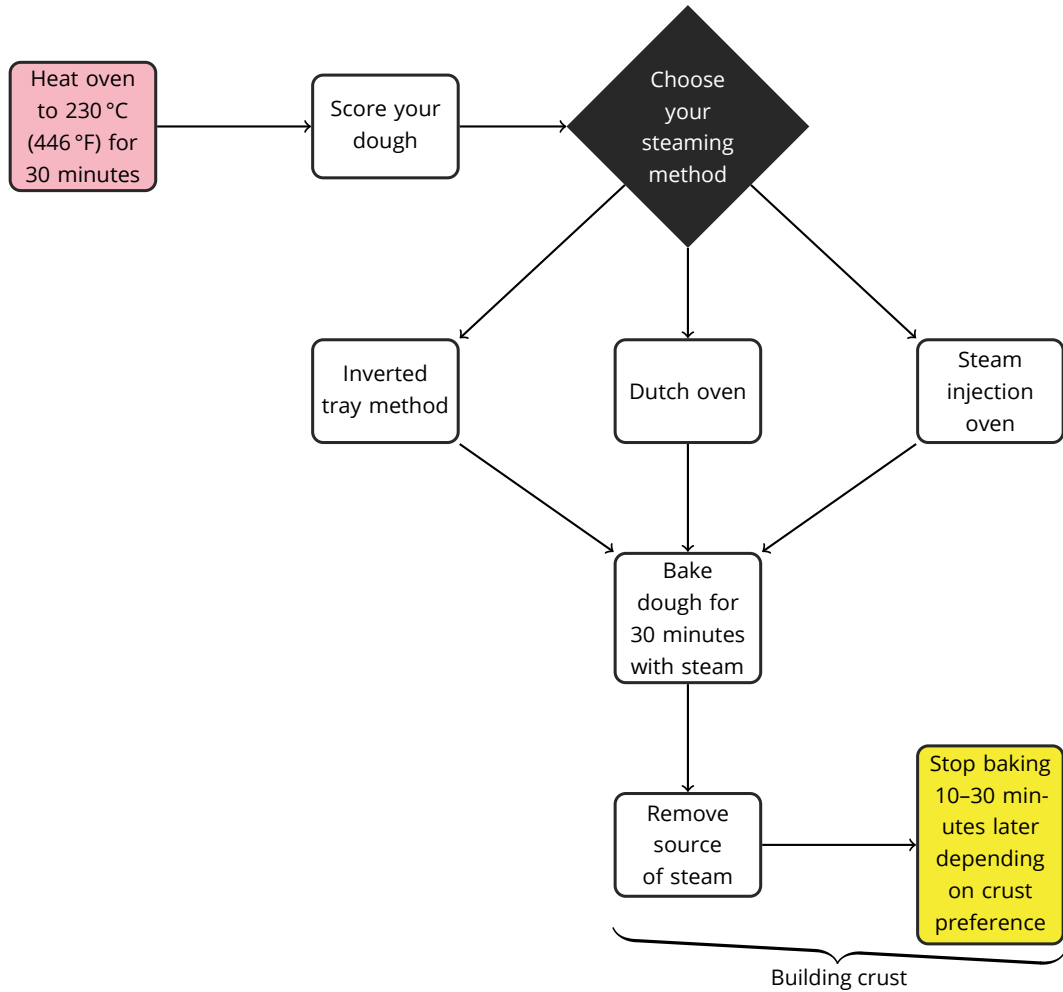 Heat oven
to 230 °C
(446 °F) for
30 minutes
Score your
dough
Choose
your
steaming
method
Inverted
tray method
Dutch oven
Steam
injection
oven
Bake
dough for
30 minutes
with steam
Remove
source
of steam
Stop baking
10–30 min-
utes later
depending
on crust
preference
Building crust